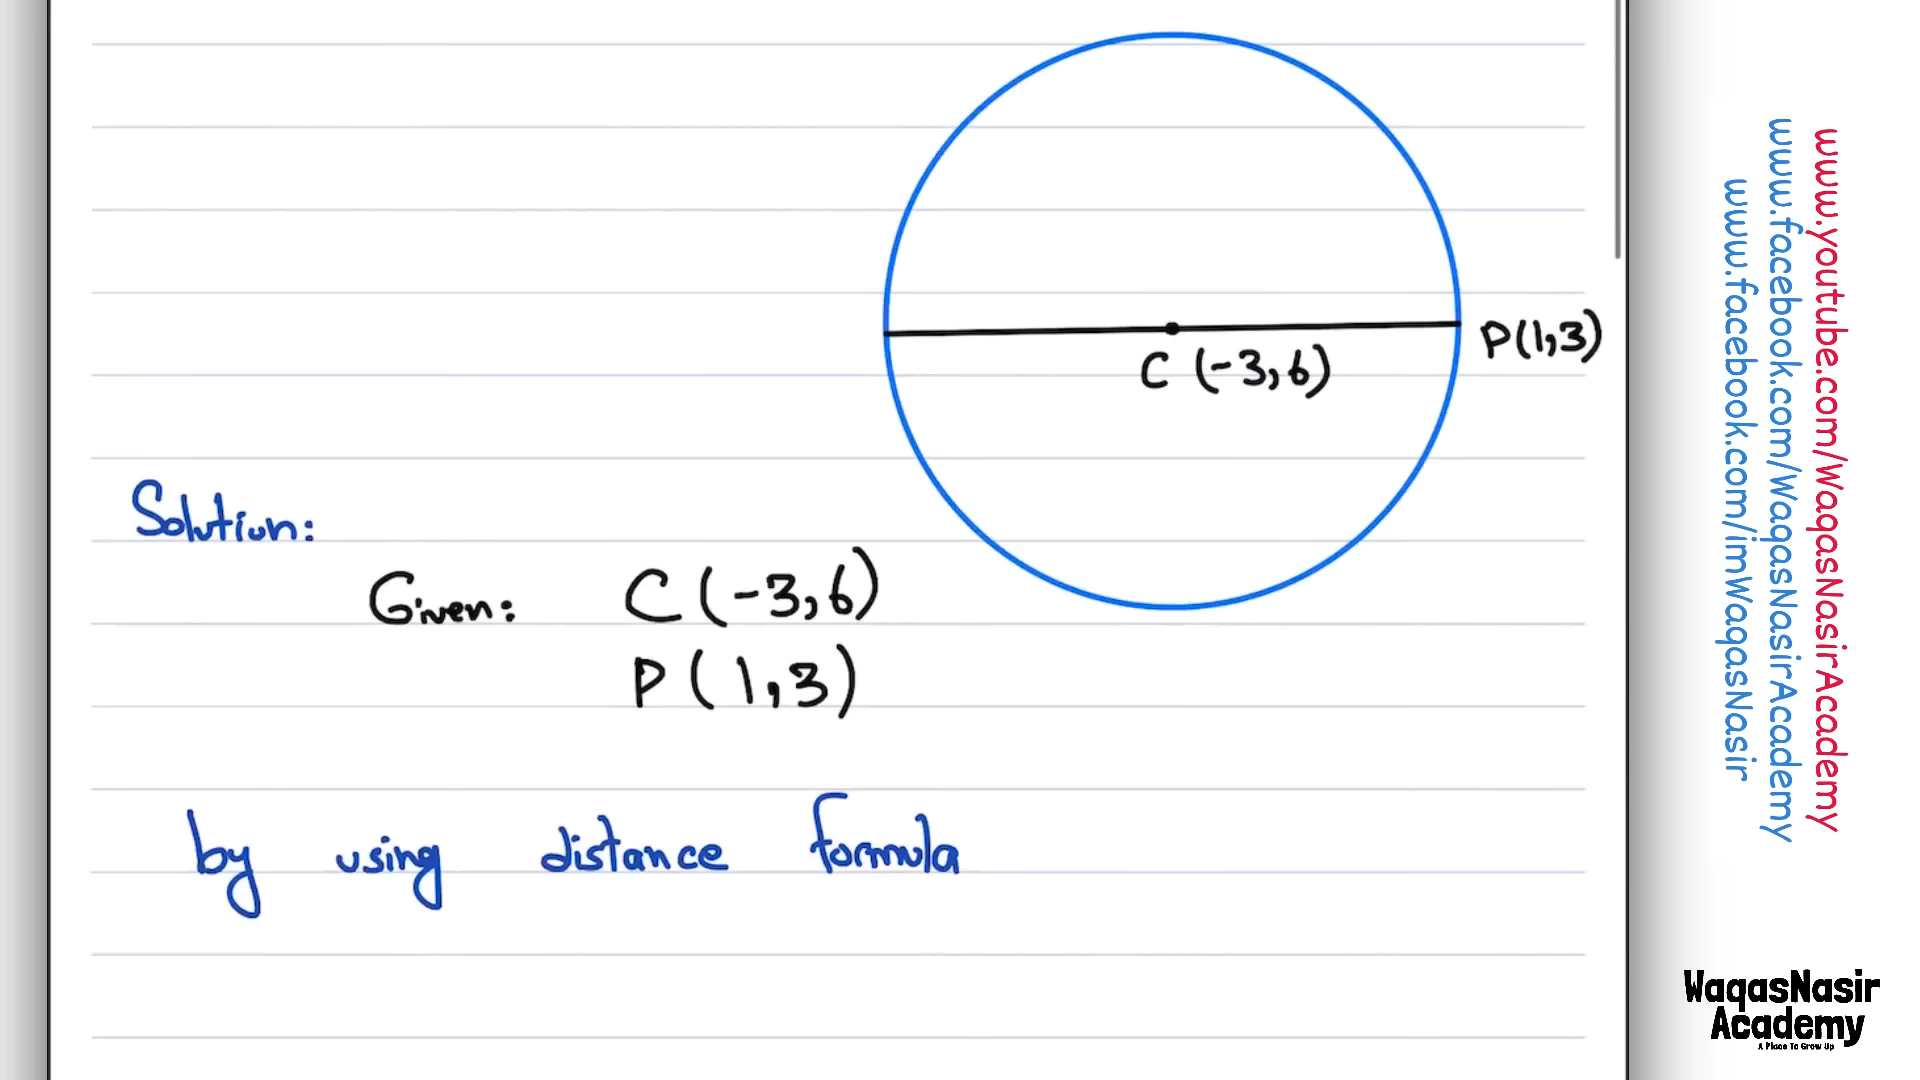 P(1,3)
C (-3,6)
Solution:
Given: C (-3,6)
P (1,3)
by using distance formula
www.youtube.com/WaqasNasirAcademy
www.facebook.com/WaqasNasirAcademy
www.facebook.com/imWaqasNasir
WaqasNasir
Academy
A Place To Grow Up